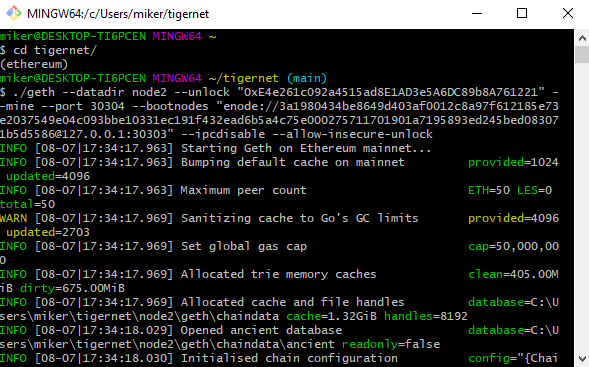 MINGW64:/c/Users/miker/tigernet
miker@DESKTOP-TI6PCEN MINGW64 ~
$ cd tigernet/
(ethereum)
miker@DESKTOP-TI6PCEN MINGW64 ~/tigernet (main)
$ ./geth --datadir node2 --unlock "0xE4e261c092a4515ad8E1AD3e5A6DC89b8A761221" -
-mine --port 30304 --bootnodes "enode://3a1980434be8649d403af0012c8a97f612185e73
e2037549e04c093bbe10331ec191f432ead6b5a4c75e000275711701901a7195893ed245bed08307
1b5d5586@127.0.0.1:30303" --ipcdisable --allow-insecure-unlock
INFO [08-07|17:34:17.963] Starting Geth on Ethereum mainnet...
INFO [08-07|17:34:17.963] Bumping default cache on mainnet         provided=1024
 updated=4096
INFO [08-07|17:34:17.963] Maximum peer count                       ETH=50 LES=0
total=50
WARN [08-07|17:34:17.969] Sanitizing cache to Go's GC limits       provided=4096
 updated=2703
INFO [08-07|17:34:17.969] Set global gas cap                       cap=50,000,00
0
INFO [08-07|17:34:17.969] Allocated trie memory caches             clean=405.00M
iB dirty=675.00MiB
INFO [08-07|17:34:17.969] Allocated cache and file handles         database=C:\U
sers\miker\tigernet\node2\geth\chaindata cache=1.32GiB handles=8192
INFO [08-07|17:34:18.029] Opened ancient database                  database=C:\U
sers\miker\tigernet\node2\geth\chaindata\ancient readonly=false
INFO [08-07|17:34:18.030] Initialised chain configuration          config="{Chai